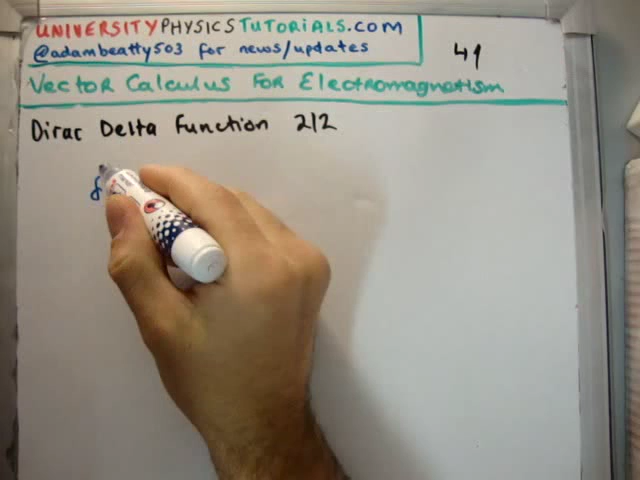 UNIVERSITYPHYSICSTUTORIALS.COM
@adambeatty503 for news/updates
41
Vector Calculus For Electromagnetism
Dirac Delta Function 2/2
δ